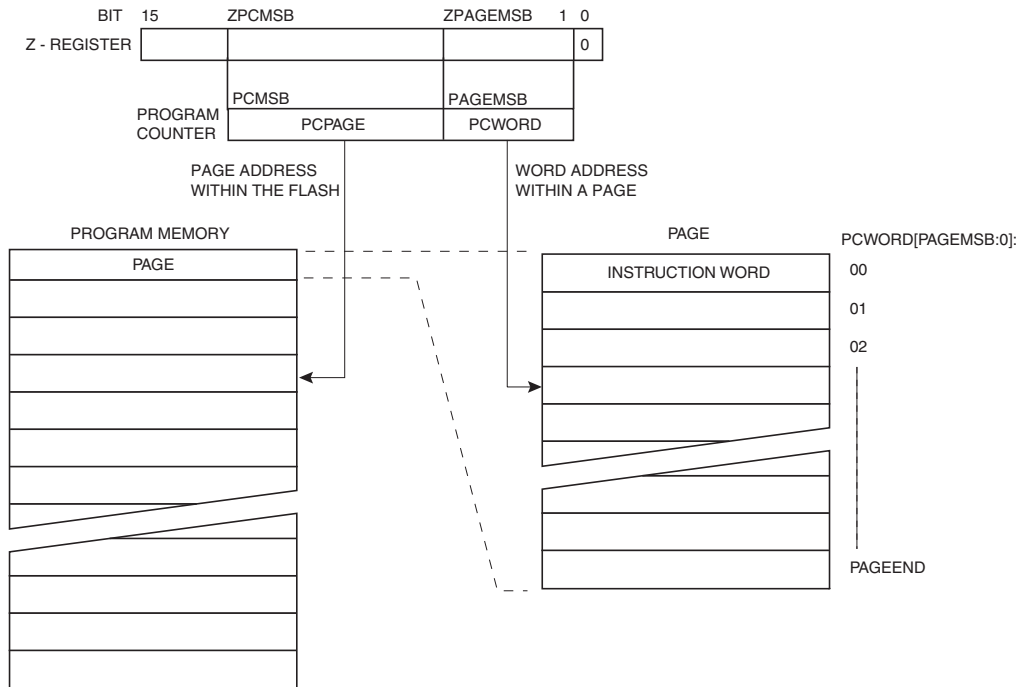 BIT 15 ZPCMSB ZPAGEMSB 1 0
Z - REGISTER 0
PCMSB PAGEMSB
PROGRAM
COUNTER
PCPAGE PCWORD
PAGE ADDRESS
WITHIN THE FLASH
WORD ADDRESS
WITHIN A PAGE
PROGRAM MEMORY
PAGE
PAGE
PCWORD[PAGEMSB:0]:
INSTRUCTION WORD 00
01
02
PAGEEND